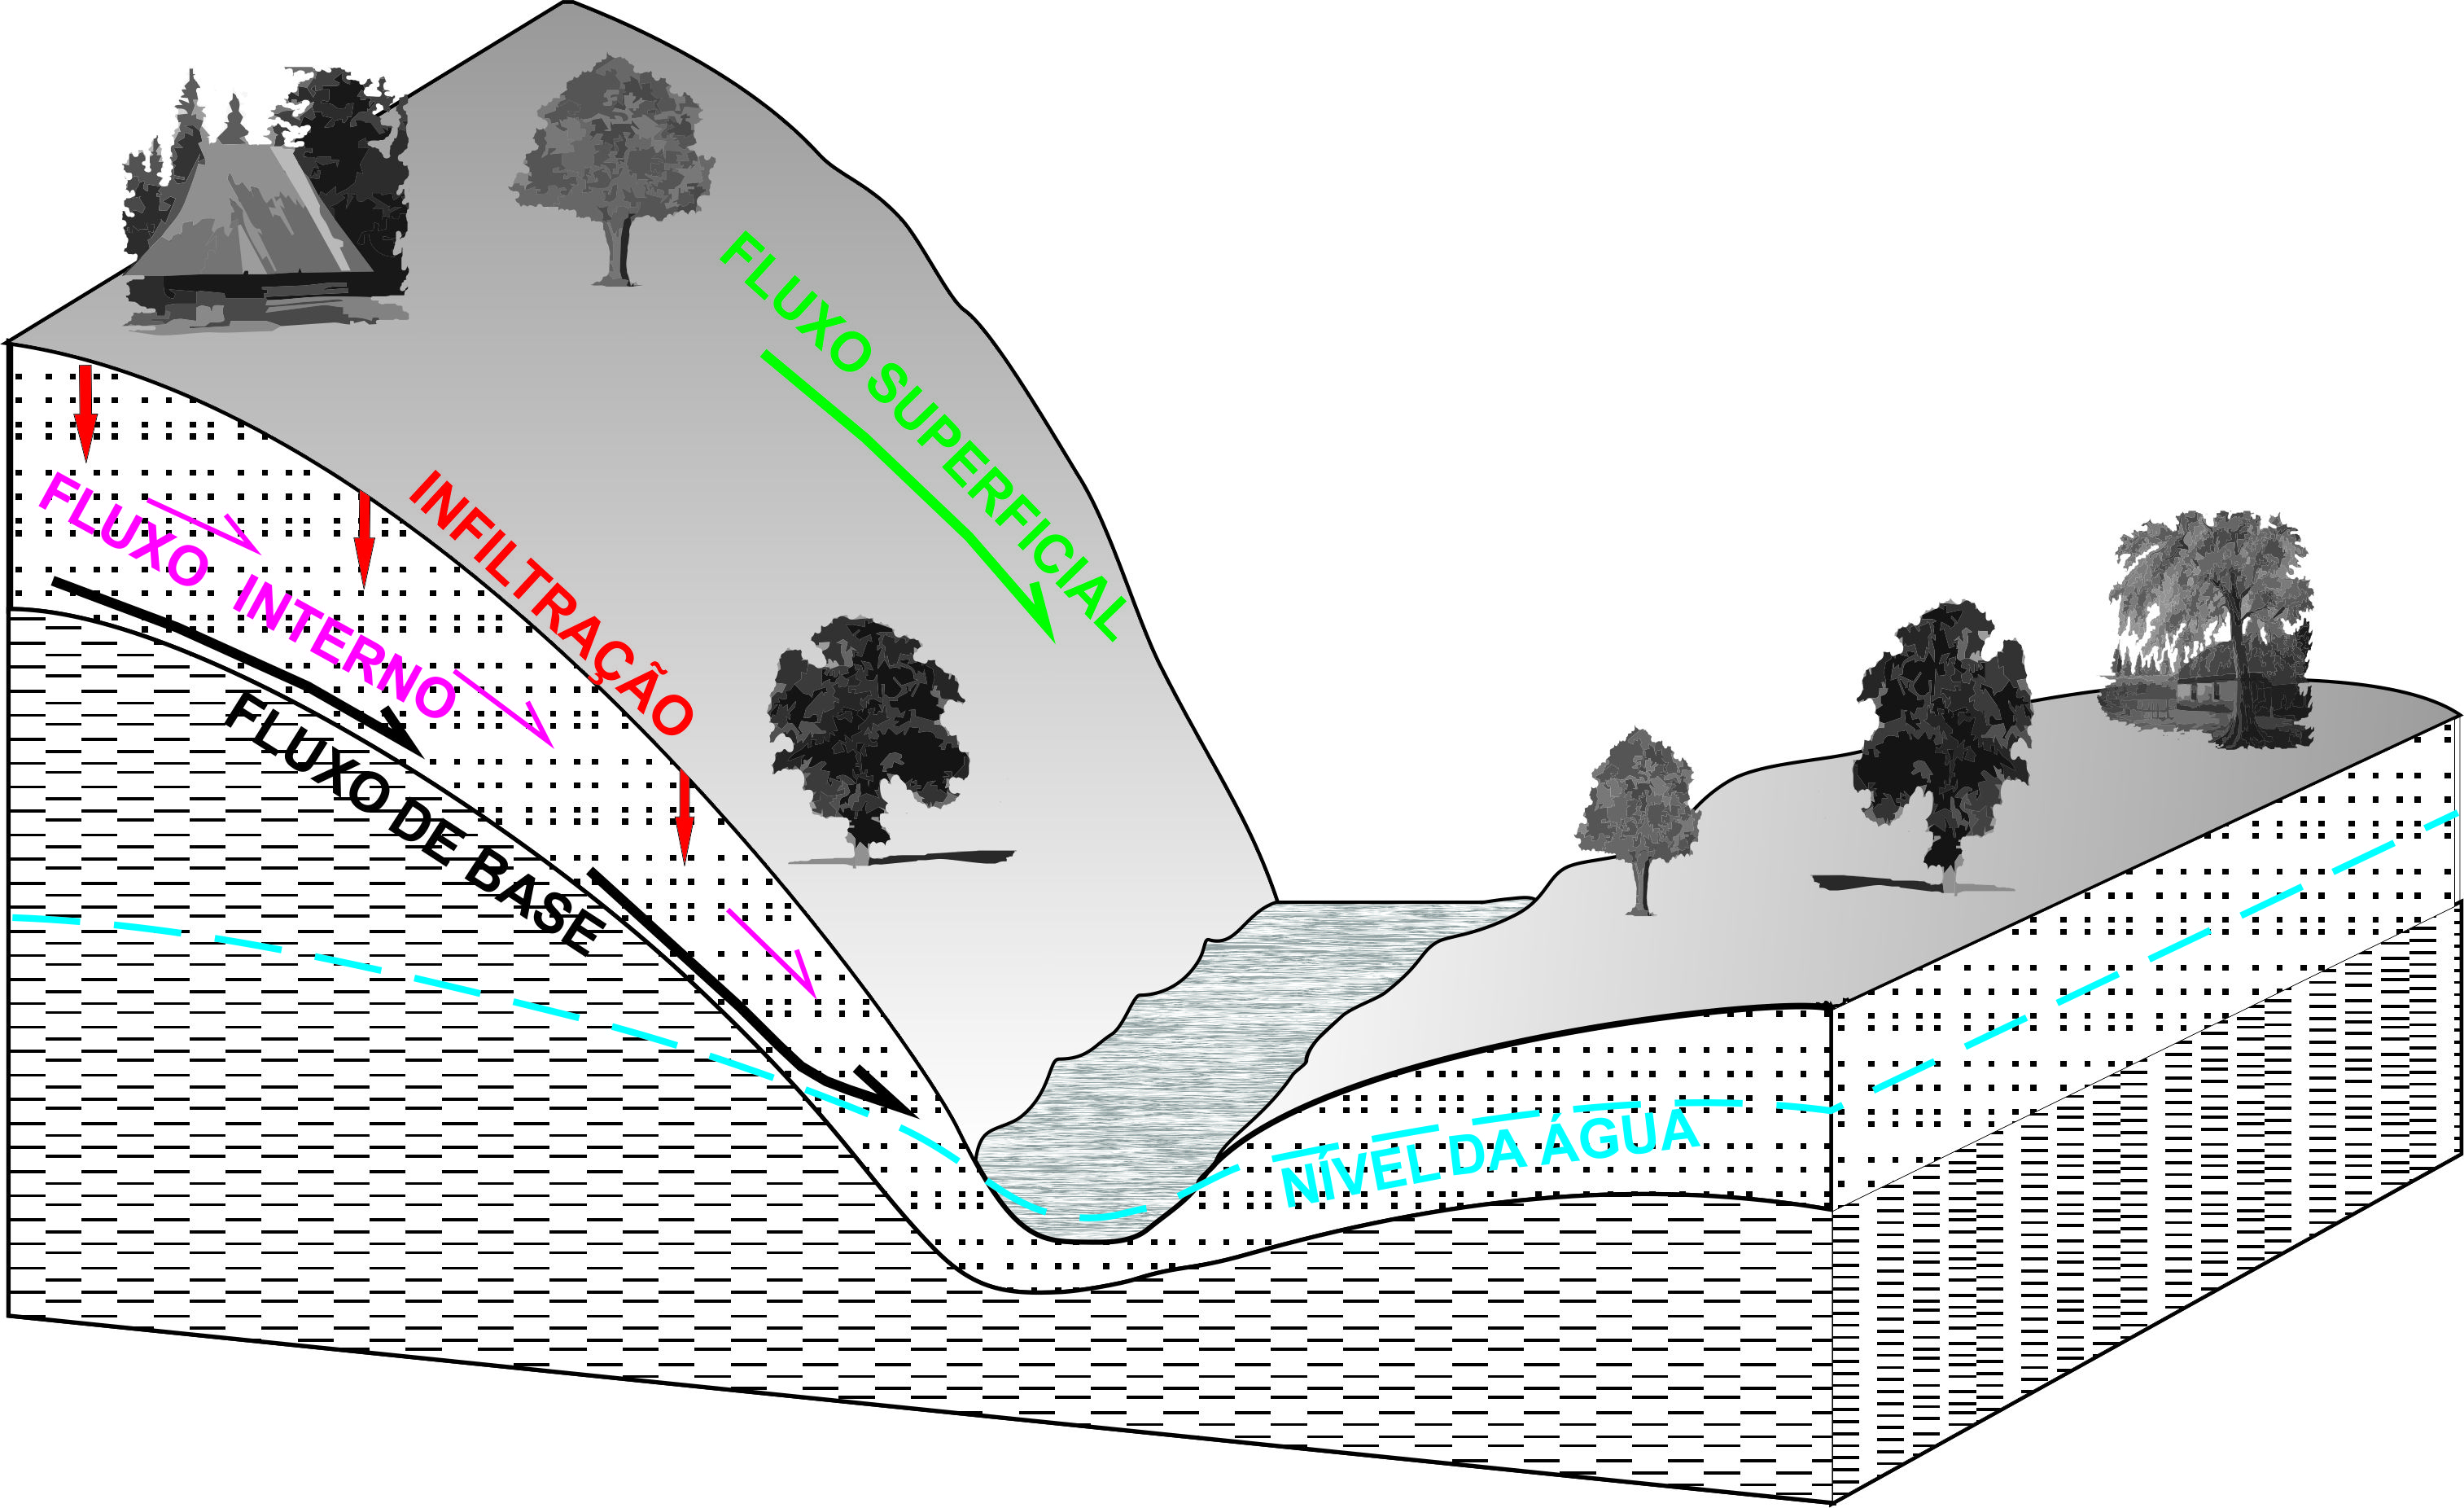 FLUXO SUPERFICIAL
INFILTRAÇÃO
FLUXO INTERNO
FLUXO DE BASE
NÍVEL DA ÁGUA